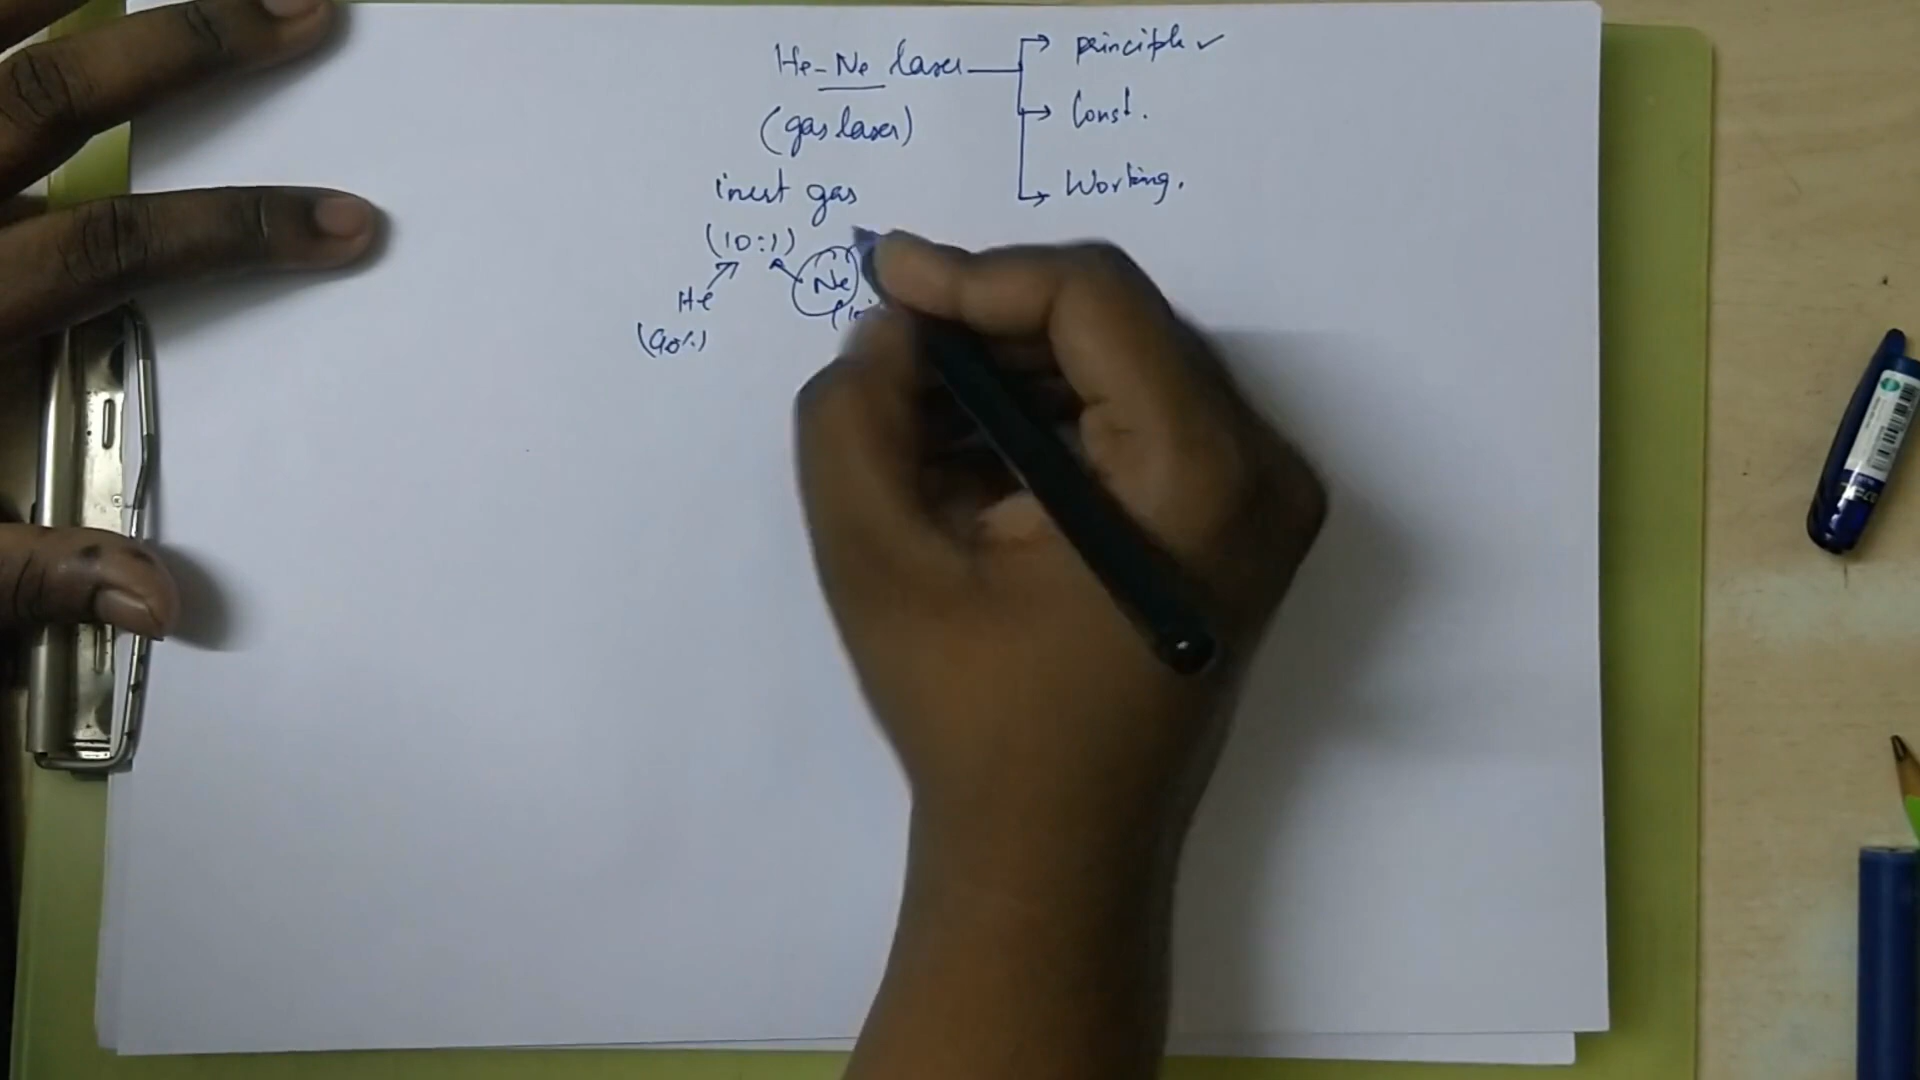 He-Ne laser
principle ✓
(gas laser)
Const.
Working.
inert gas
(10:1)
He
Ne
(90%)